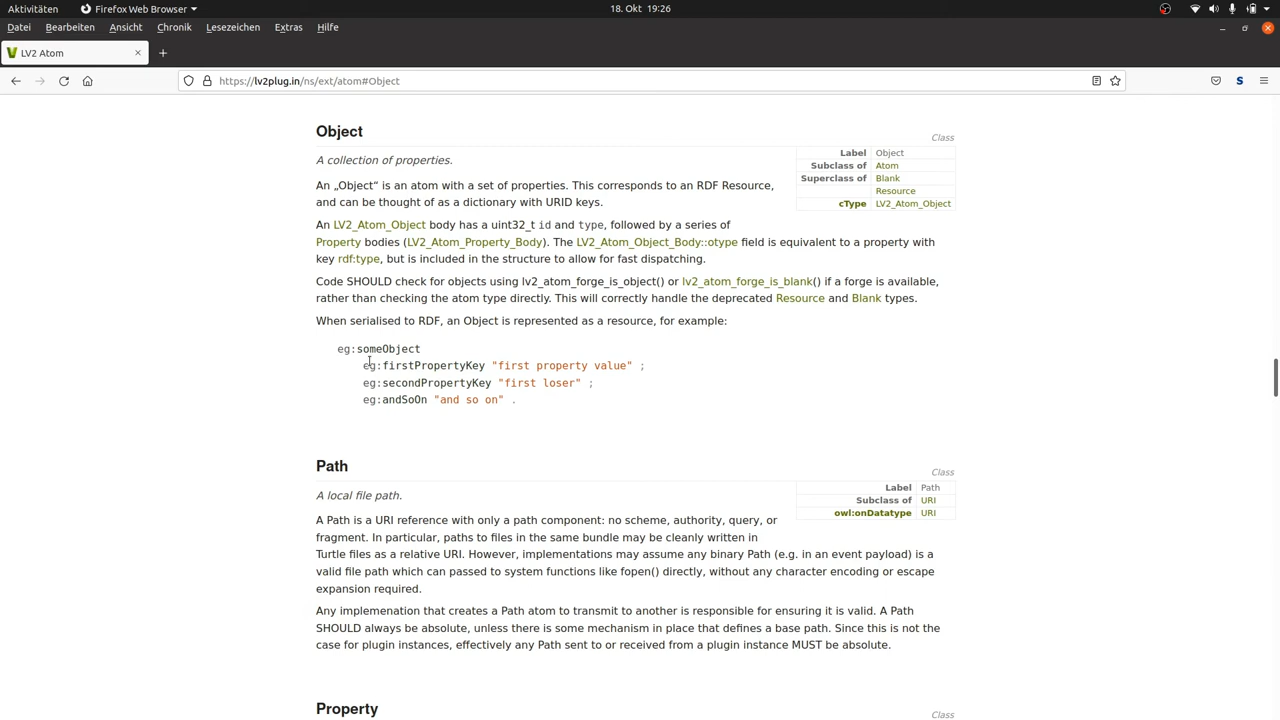 Aktivitäten
Firefox Web Browser
18. Okt 19:26
Datei Bearbeiten Ansicht Chronik Lesezeichen Extras Hilfe
LV2 Atom
https://lv2plug.in/ns/ext/atom#Object
Object
Class
A collection of properties.
Label Object
Subclass of Atom
Superclass of Blank
Resource
cType LV2_Atom_Object
An „Object“ is an atom with a set of properties. This corresponds to an RDF Resource,
and can be thought of as a dictionary with URID keys.
An LV2_Atom_Object body has a uint32_t id and type, followed by a series of
Property bodies (LV2_Atom_Property_Body). The LV2_Atom_Object_Body::otype field is equivalent to a property with
key rdf:type, but is included in the structure to allow for fast dispatching.
Code SHOULD check for objects using lv2_atom_forge_is_object() or lv2_atom_forge_is_blank() if a forge is available,
rather than checking the atom type directly. This will correctly handle the deprecated Resource and Blank types.
When serialised to RDF, an Object is represented as a resource, for example:
eg:someObject
eg:firstPropertyKey "first property value" ;
eg:secondPropertyKey "first loser" ;
eg:andSoOn "and so on" .
Path
Class
A local file path.
Label Path
Subclass of URI
owl:onDatatype URI
A Path is a URI reference with only a path component: no scheme, authority, query, or
fragment. In particular, paths to files in the same bundle may be cleanly written in
Turtle files as a relative URI. However, implementations may assume any binary Path (e.g. in an event payload) is a
valid file path which can passed to system functions like fopen() directly, without any character encoding or escape
expansion required.
Any implemenation that creates a Path atom to transmit to another is responsible for ensuring it is valid. A Path
SHOULD always be absolute, unless there is some mechanism in place that defines a base path. Since this is not the
case for plugin instances, effectively any Path sent to or received from a plugin instance MUST be absolute.
Property
Class